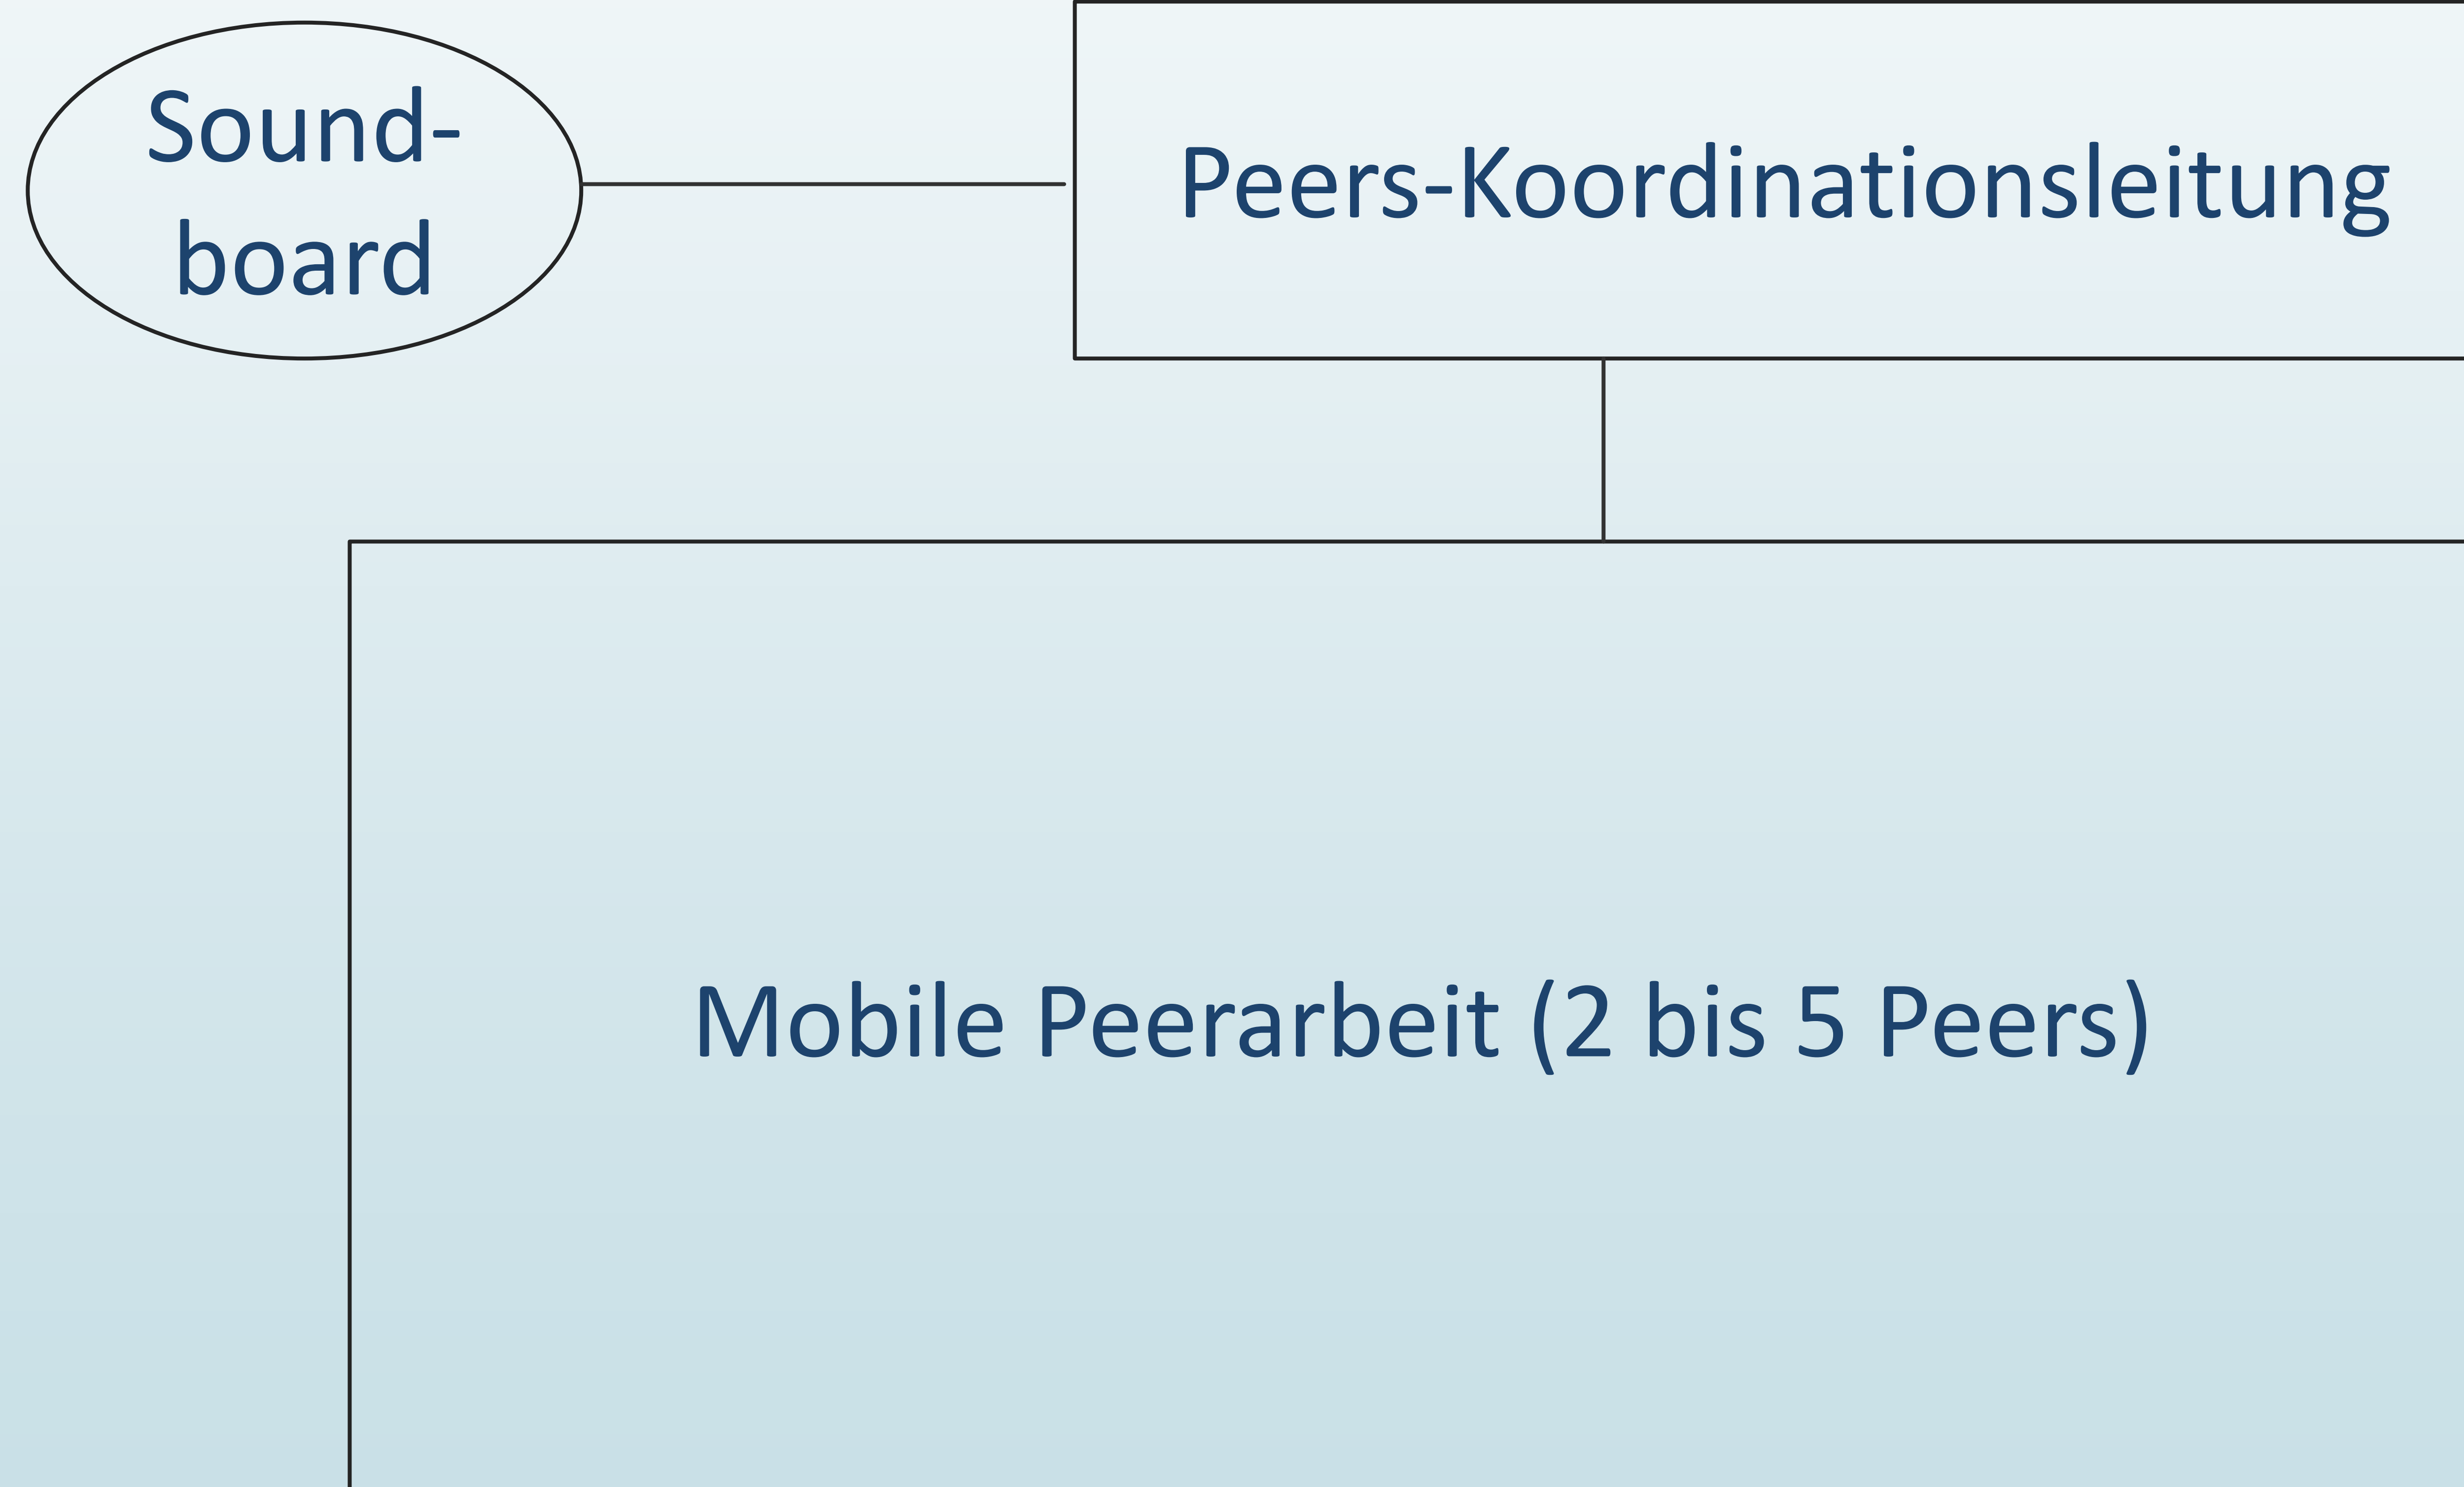 Sound-
board
Peers-Koordinationsleitung
Mobile Peerarbeit (2 bis 5 Peers)